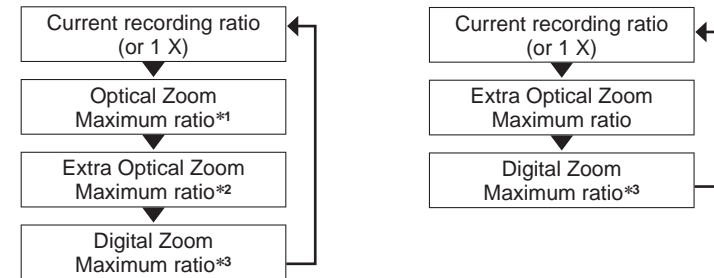 Current recording ratio
(or 1 X)
Optical Zoom
Maximum ratio*1
Extra Optical Zoom
Maximum ratio*2
Digital Zoom
Maximum ratio*3
Current recording ratio
(or 1 X)
Extra Optical Zoom
Maximum ratio
Digital Zoom
Maximum ratio*3